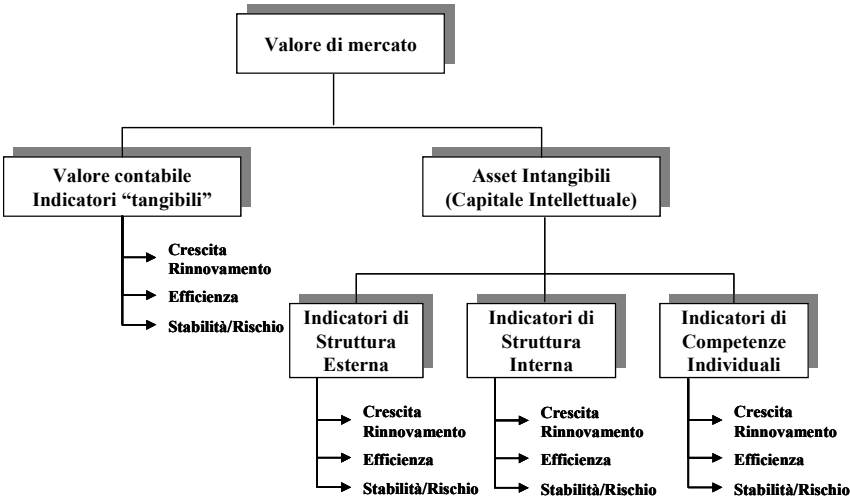 Valore di mercato
Valore contabile
Indicatori “tangibili”
Asset Intangibili
(Capitale Intellettuale)
Crescita
Rinnovamento
Efficienza
Stabilità/Rischio
Indicatori di
Struttura
Esterna
Indicatori di
Struttura
Interna
Indicatori di
Competenze
Individuali
Crescita
Rinnovamento
Efficienza
Stabilità/Rischio
Crescita
Rinnovamento
Efficienza
Stabilità/Rischio
Crescita
Rinnovamento
Efficienza
Stabilità/Rischio